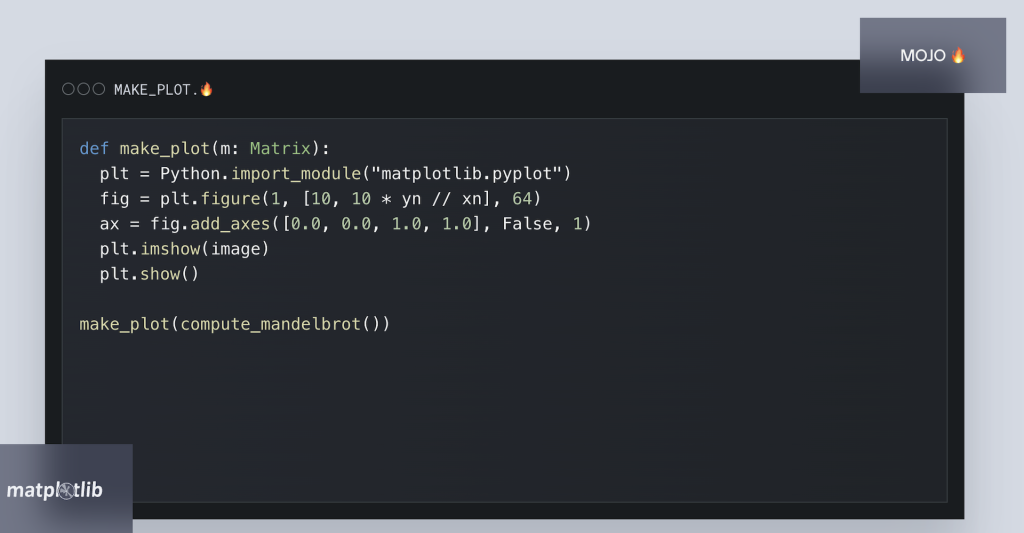 MOJO 🔥
MAKE_PLOT.🔥
def make_plot(m: Matrix):
  plt = Python.import_module("matplotlib.pyplot")
  fig = plt.figure(1, [10, 10 * yn // xn], 64)
  ax = fig.add_axes([0.0, 0.0, 1.0, 1.0], False, 1)
  plt.imshow(image)
  plt.show()

make_plot(compute_mandelbrot())
matplotlib